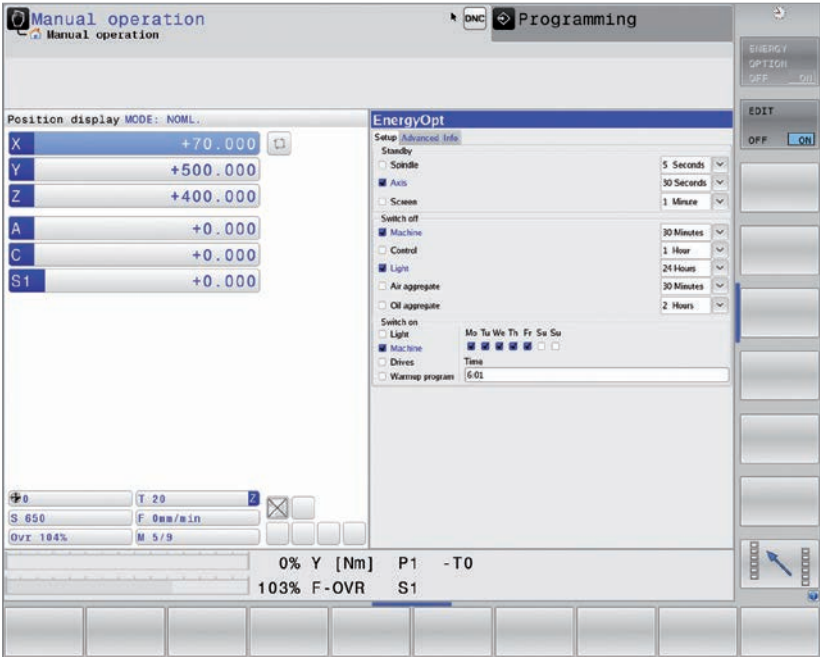 Manual operation
DNC
Programming
Manual operation
ENERGY
OPTION
OFF ON
EDIT
OFF ON
Position display MODE: NOML.
X +70.000
Y +500.000
Z +400.000
A +0.000
C +0.000
S1 +0.000
EnergyOpt
Setup Advanced Info
Standby
Spindle 5 Seconds
Axis 30 Seconds
Screen 1 Minute
Switch off
Machine 30 Minutes
Control 1 Hour
Light 24 Hours
Air aggregate 30 Minutes
Oil aggregate 2 Hours
Switch on
Light Mo Tu We Th Fr Sa Su
Machine
Drives Time
Warmup program 6:01
0 T 20 Z
S 650 F 0mm/min
Ovr 104% M 5/9
0% Y [Nm] P1 -T0
103% F-OVR S1